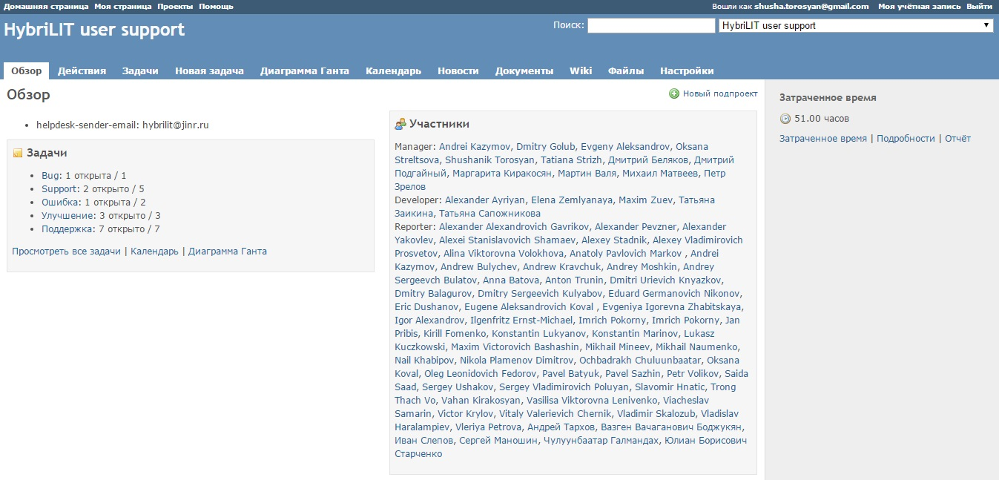 Домашняя страница Моя страница Проекты Помощь
Вошли как shusha.torosyan@gmail.com Моя учётная запись Выйти
HybriLIT user support
Поиск: HybriLIT user support
Обзор Действия Задачи Новая задача Диаграмма Ганта Календарь Новости Документы Wiki Файлы Настройки
Обзор
Новый подпроект
helpdesk-sender-email: hybrilit@jinr.ru
Задачи
Bug: 1 открыта / 1
Support: 2 открыто / 5
Ошибка: 1 открыта / 2
Улучшение: 3 открыто / 3
Поддержка: 7 открыто / 7
Просмотреть все задачи | Календарь | Диаграмма Ганта
Участники
Manager: Andrei Kazymov, Dmitry Golub, Evgeny Aleksandrov, Oksana
Streltsova, Shushanik Torosyan, Tatiana Strizh, Дмитрий Беляков, Дмитрий
Подгайный, Маргарита Киракосян, Мартин Валя, Михаил Матвеев, Петр
Зрелов
Developer: Alexander Ayriyan, Elena Zemlyanaya, Maxim Zuev, Татьяна
Заикина, Татьяна Сапожникова
Reporter: Alexander Alexandrovich Gavrikov, Alexander Pevzner, Alexander
Yakovlev, Alexei Stanislavovich Shamaev, Alexey Stadnik, Alexey Vladimirovich
Prosvetov, Alina Viktorovna Volokhova, Anatoly Pavlovich Markov , Andrei
Kazymov, Andrew Bulychev, Andrew Kravchuk, Andrey Moshkin, Andrey
Sergeevch Bulatov, Anna Batova, Anton Trunin, Dmitri Urievich Knyazkov,
Dmitry Balagurov, Dmitry Sergeevich Kulyabov, Eduard Germanovich Nikonov,
Eric Dushanov, Eugene Aleksandrovich Koval , Evgeniya Igorevna Zhabitskaya,
Igor Alexandrov, Ilgenfritz Ernst-Michael, Imrich Pokorny, Imrich Pokorny, Jan
Pribis, Kirill Fomenko, Konstantin Lukyanov, Konstantin Marinov, Lukasz
Kuczkowski, Maxim Victorovich Bashashin, Mikhail Mineev, Mikhail Naumenko,
Nail Khabipov, Nikola Plamenov Dimitrov, Ochbadrakh Chuluunbaatar, Oksana
Koval, Oleg Leonidovich Fedorov, Pavel Batyuk, Pavel Sazhin, Petr Volikov, Saida
Saad, Sergey Ushakov, Sergey Vladimirovich Poluyan, Slavomir Hnatic, Trong
Thach Vo, Vahan Kirakosyan, Vasilisa Viktorovna Lenivenko, Viacheslav
Samarin, Victor Krylov, Vitaly Valerievich Chernik, Vladimir Skalozub, Vladislav
Haralampiev, Vleriya Petrova, Андрей Тархов, Вазген Вачаганович Боджукян,
Иван Слепов, Сергей Маношин, Чулуунбаатар Галмандах, Юлиан Борисович
Старченко
Затраченное время
51.00 часов
Затраченное время | Подробности | Отчёт